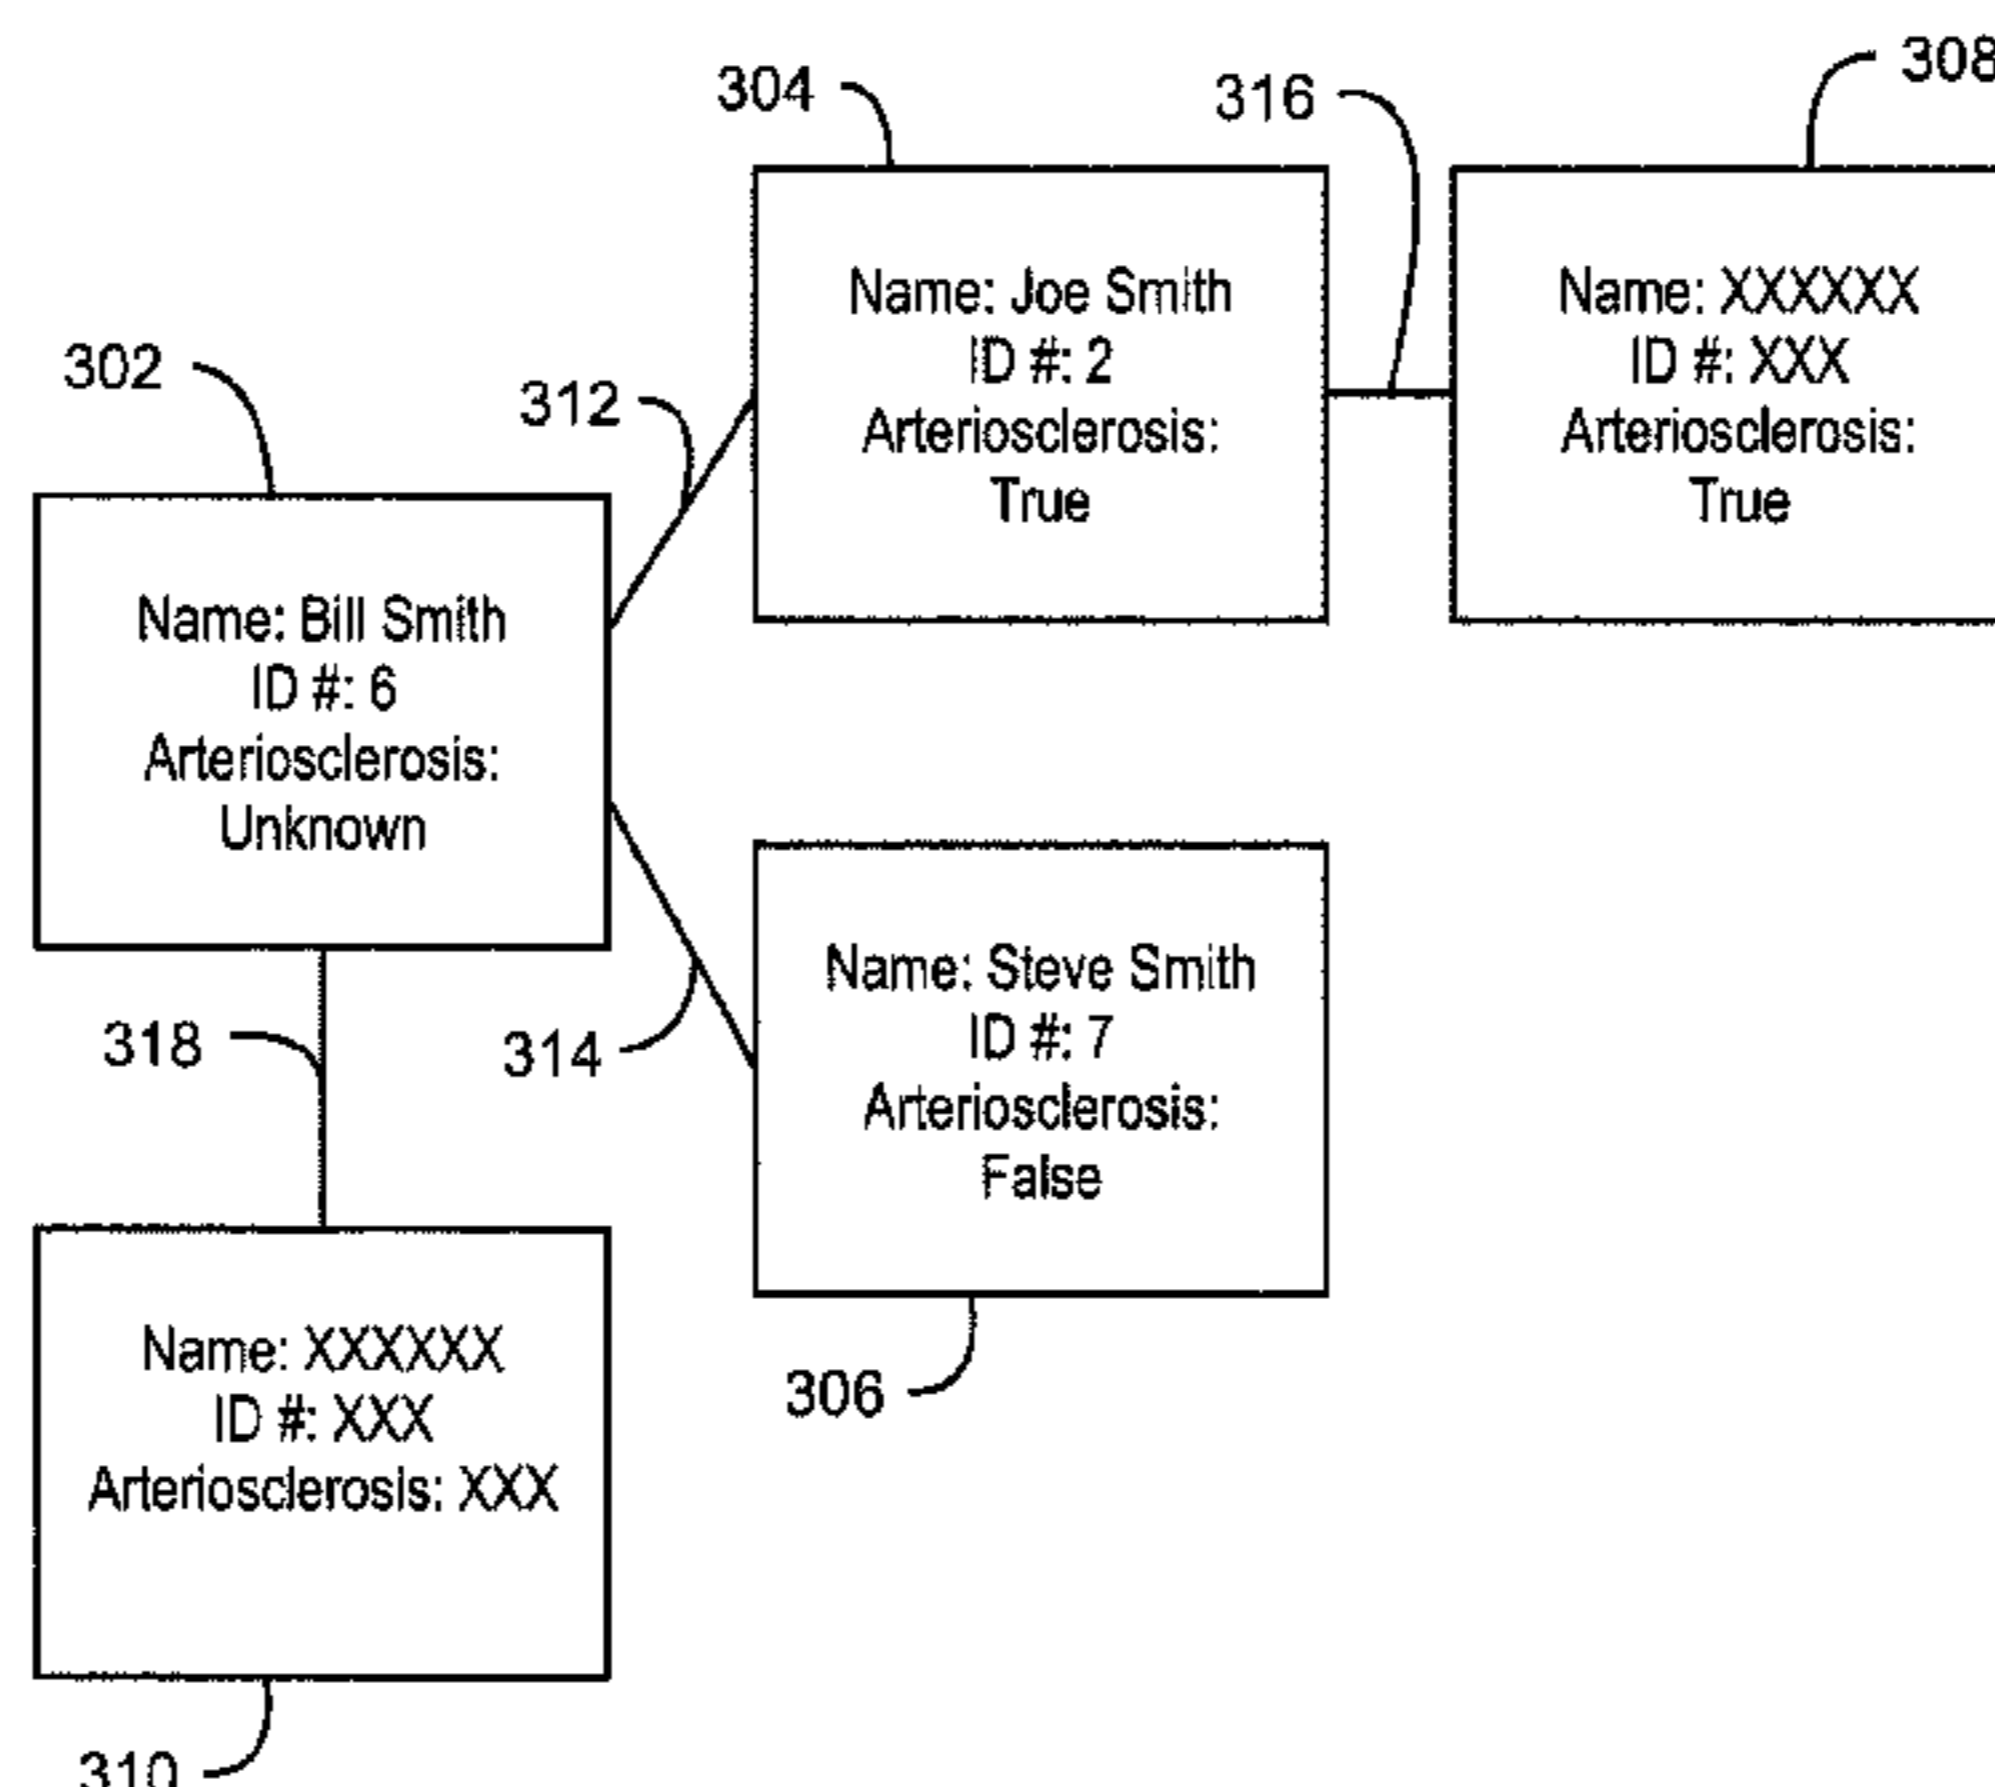 304
316
308
Name: Joe Smith
ID #: 2
Arteriosclerosis:
True
Name: XXXXXX
ID #: XXX
Arteriosclerosis:
True
302
312
Name: Bill Smith
ID #: 6
Arteriosclerosis:
Unknown
318
314
Name: Steve Smith
ID #: 7
Arteriosclerosis:
False
306
Name: XXXXXX
ID #: XXX
Arteriosclerosis: XXX
310